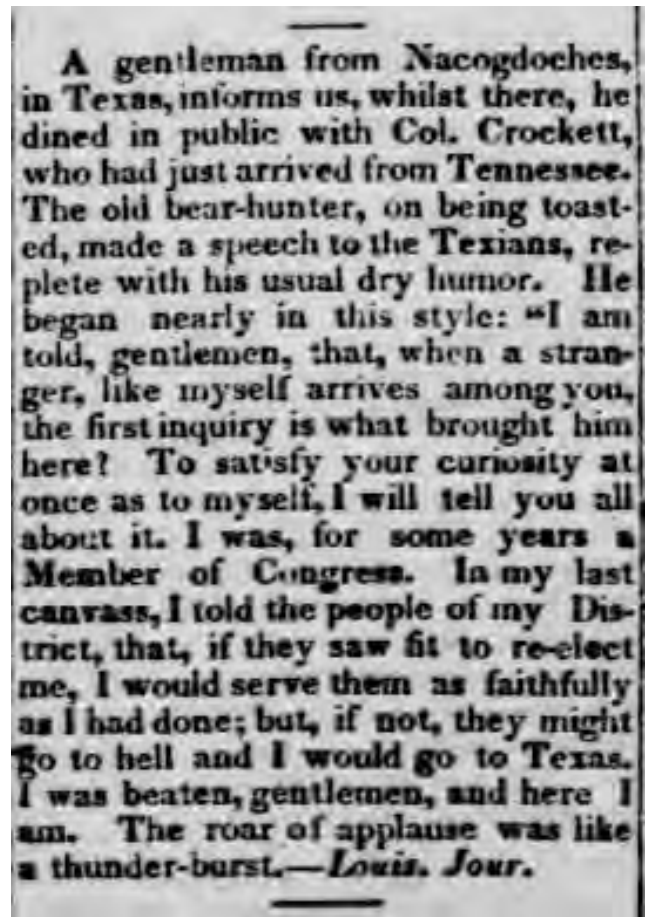 A gentleman from Nacogdoches,
in Texas, informs us, whilst there, he
dined in public with Col. Crockett,
who had just arrived from Tennessee.
The old bear-hunter, on being toast-
ed, made a speech to the Texians, re-
plete with his usual dry humor. He
began nearly in this style: “I am
told, gentlemen, that, when a stran-
ger, like myself arrives among you,
the first inquiry is what brought him
here? To satisfy your curiosity at
once as to myself, I will tell you all
about it. I was, for some years a
Member of Congress. In my last
canvass, I told the people of my Dis-
trict, that, if they saw fit to re-elect
me, I would serve them as faithfully
as I had done; but, if not, they might
go to hell and I would go to Texas.
I was beaten, gentlemen, and here I
am. The roar of applause was like
a thunder-burst.—Louis. Jour.